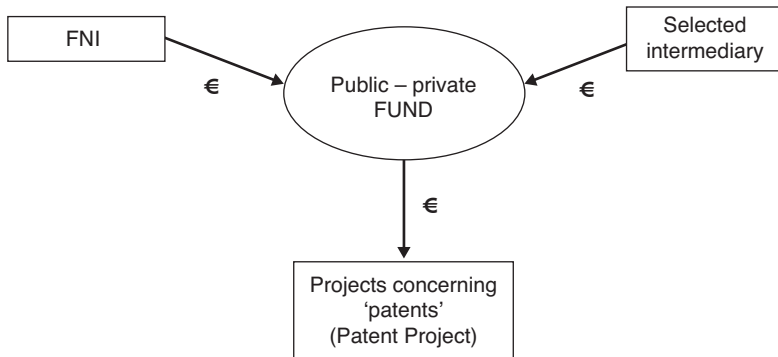 FNI
Selected
intermediary
€
€
Public – private
FUND
€
Projects concerning
‘patents’
(Patent Project)